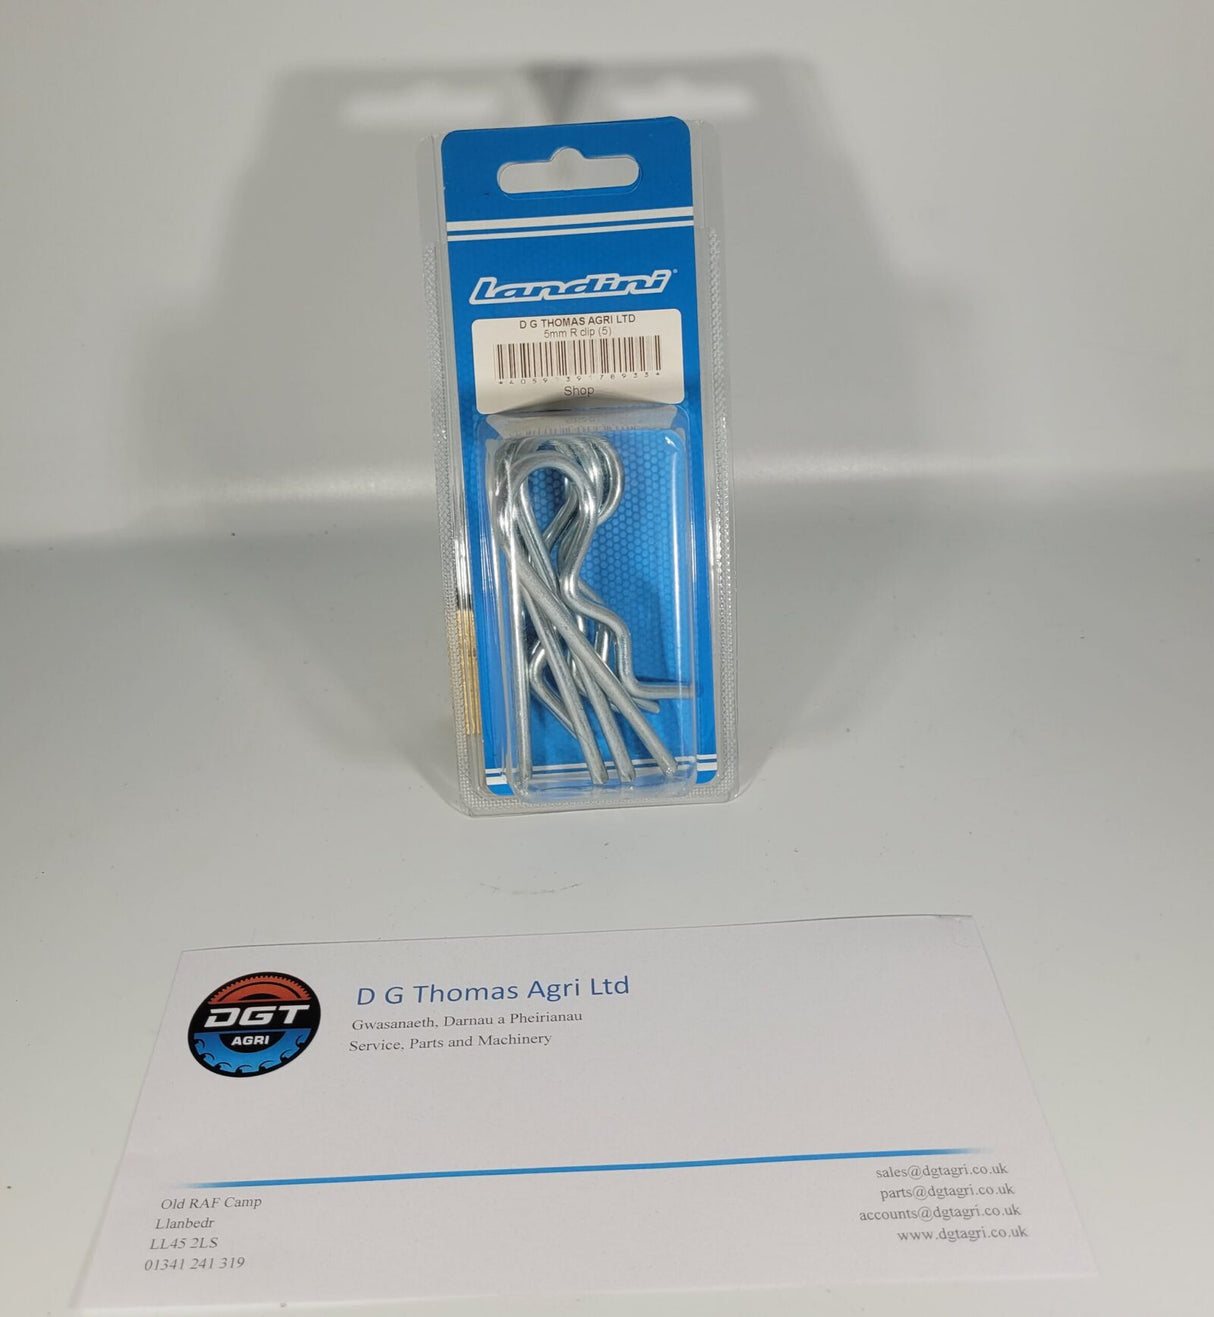 Landini
D G THOMAS AGRI LTD
5mm R clip (5)
*4059139178933*
Shop
DGT
AGRI
D G Thomas Agri Ltd
Gwasanaeth, Darnau a Pheirianau
Service, Parts and Machinery
Old RAF Camp
Llanbedr
LL45 2LS
01341 241 319
sales@dgtagri.co.uk
parts@dgtagri.co.uk
accounts@dgtagri.co.uk
www.dgtagri.co.uk